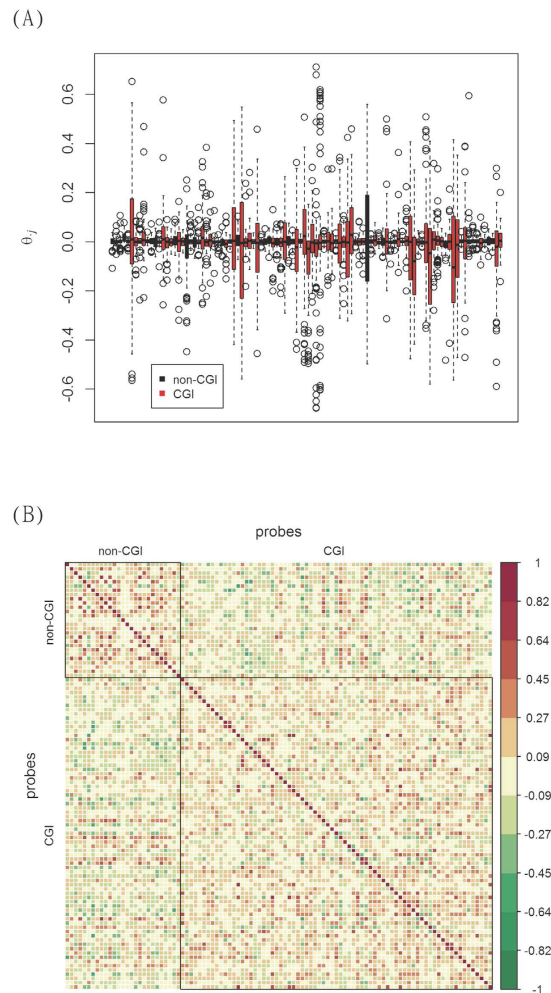 (A)
0.6
0.4
0.2
0.0
-0.2
-0.4
-0.6
θj
non-CGI
CGI
(B)
probes
non-CGI CGI
non-CGI
CGI
probes
1
0.82
0.64
0.45
0.27
0.09
-0.09
-0.27
-0.45
-0.64
-0.82
-1